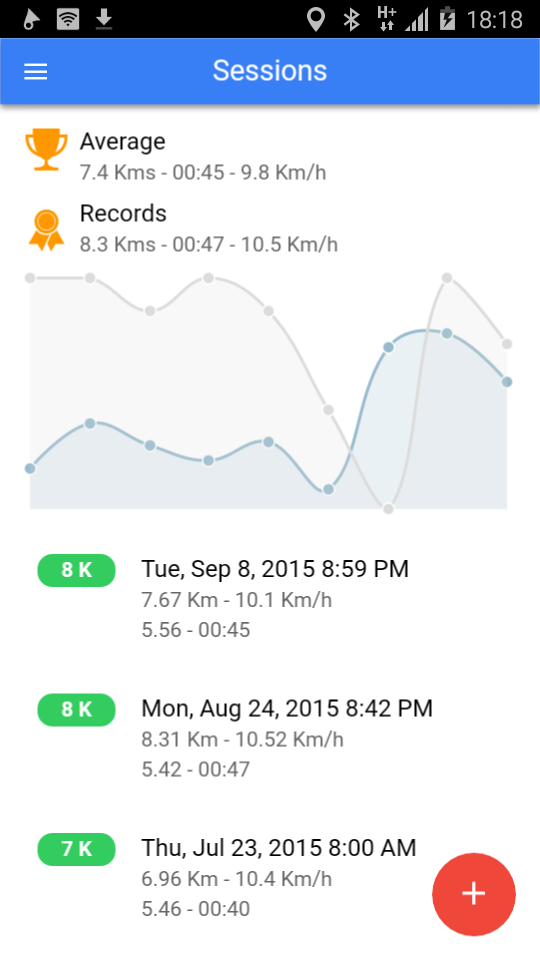 H+
18:18
Sessions
Average
7.4 Kms - 00:45 - 9.8 Km/h
Records
8.3 Kms - 00:47 - 10.5 Km/h
8 K
Tue, Sep 8, 2015 8:59 PM
7.67 Km - 10.1 Km/h
5.56 - 00:45
8 K
Mon, Aug 24, 2015 8:42 PM
8.31 Km - 10.52 Km/h
5.42 - 00:47
7 K
Thu, Jul 23, 2015 8:00 AM
6.96 Km - 10.4 Km/h
5.46 - 00:40
+